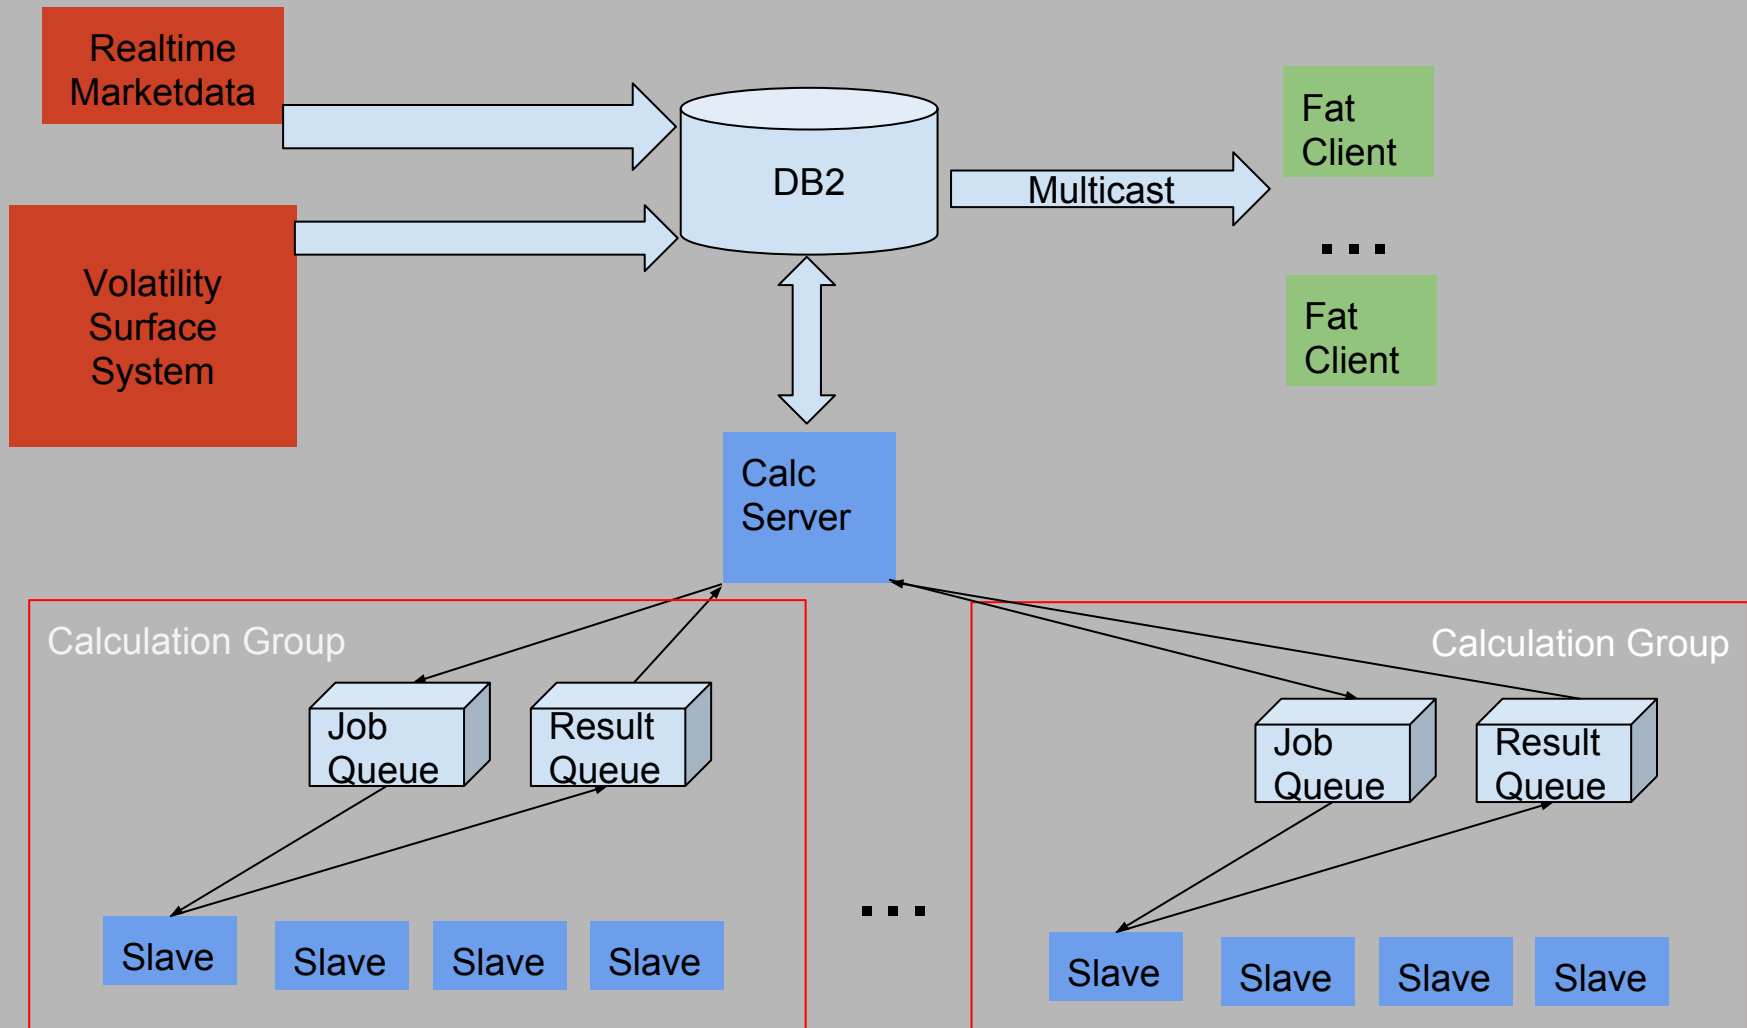 Realtime
Marketdata
DB2
Multicast
Fat
Client
...
Fat
Client
Volatility
Surface
System
Calc
Server
Calculation Group
Job
Queue
Result
Queue
Slave
Slave
Slave
Slave
...
Calculation Group
Job
Queue
Result
Queue
Slave
Slave
Slave
Slave